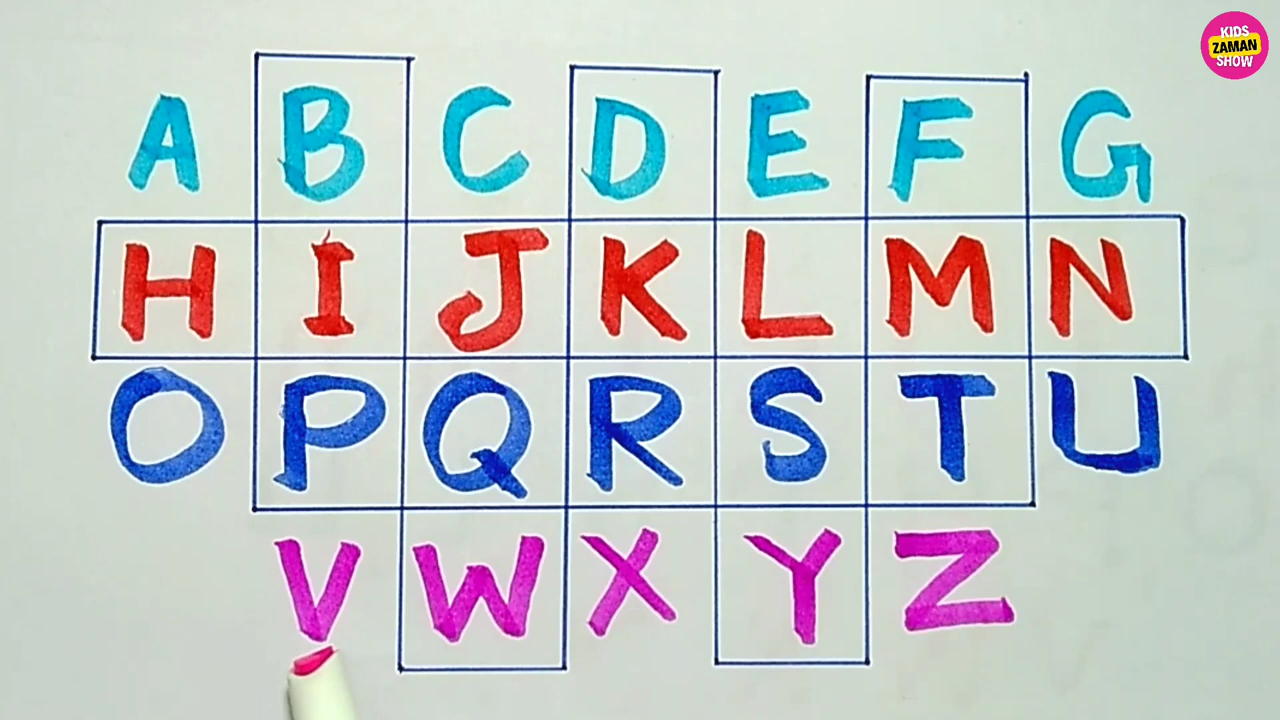 KIDS
ZAMAN
SHOW
A B C D E F G
H I J K L M N
O P Q R S T U
V W X Y Z